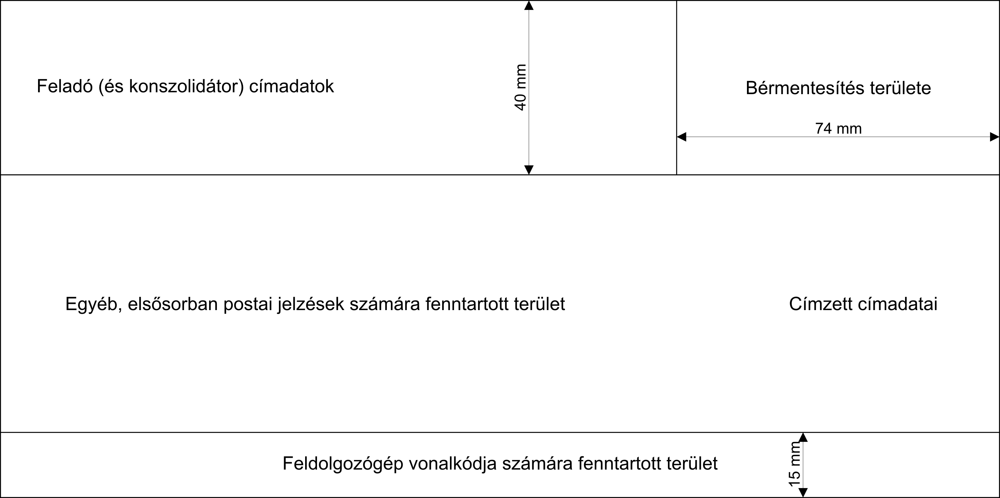 Feladó (és konszolidátor) címadatok
40 mm
Bérmentesítés területe
74 mm
Egyéb, elsősorban postai jelzések számára fenntartott terület
Címzett címadatai
Feldolgozógép vonalkódja számára fenntartott terület
15 mm